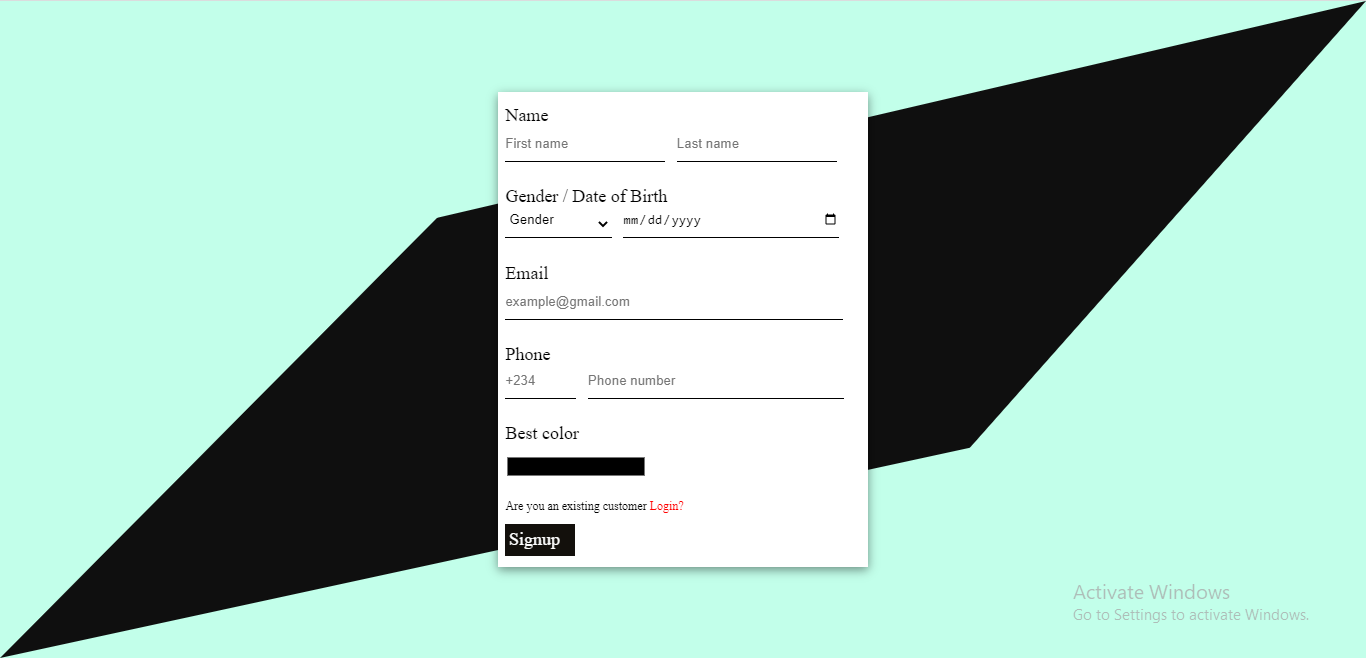 Name
First name Last name
Gender / Date of Birth
Gender mm/dd/yyyy
Email
example@gmail.com
Phone
+234 Phone number
Best color
Are you an existing customer Login?
Signup
Activate Windows
Go to Settings to activate Windows.